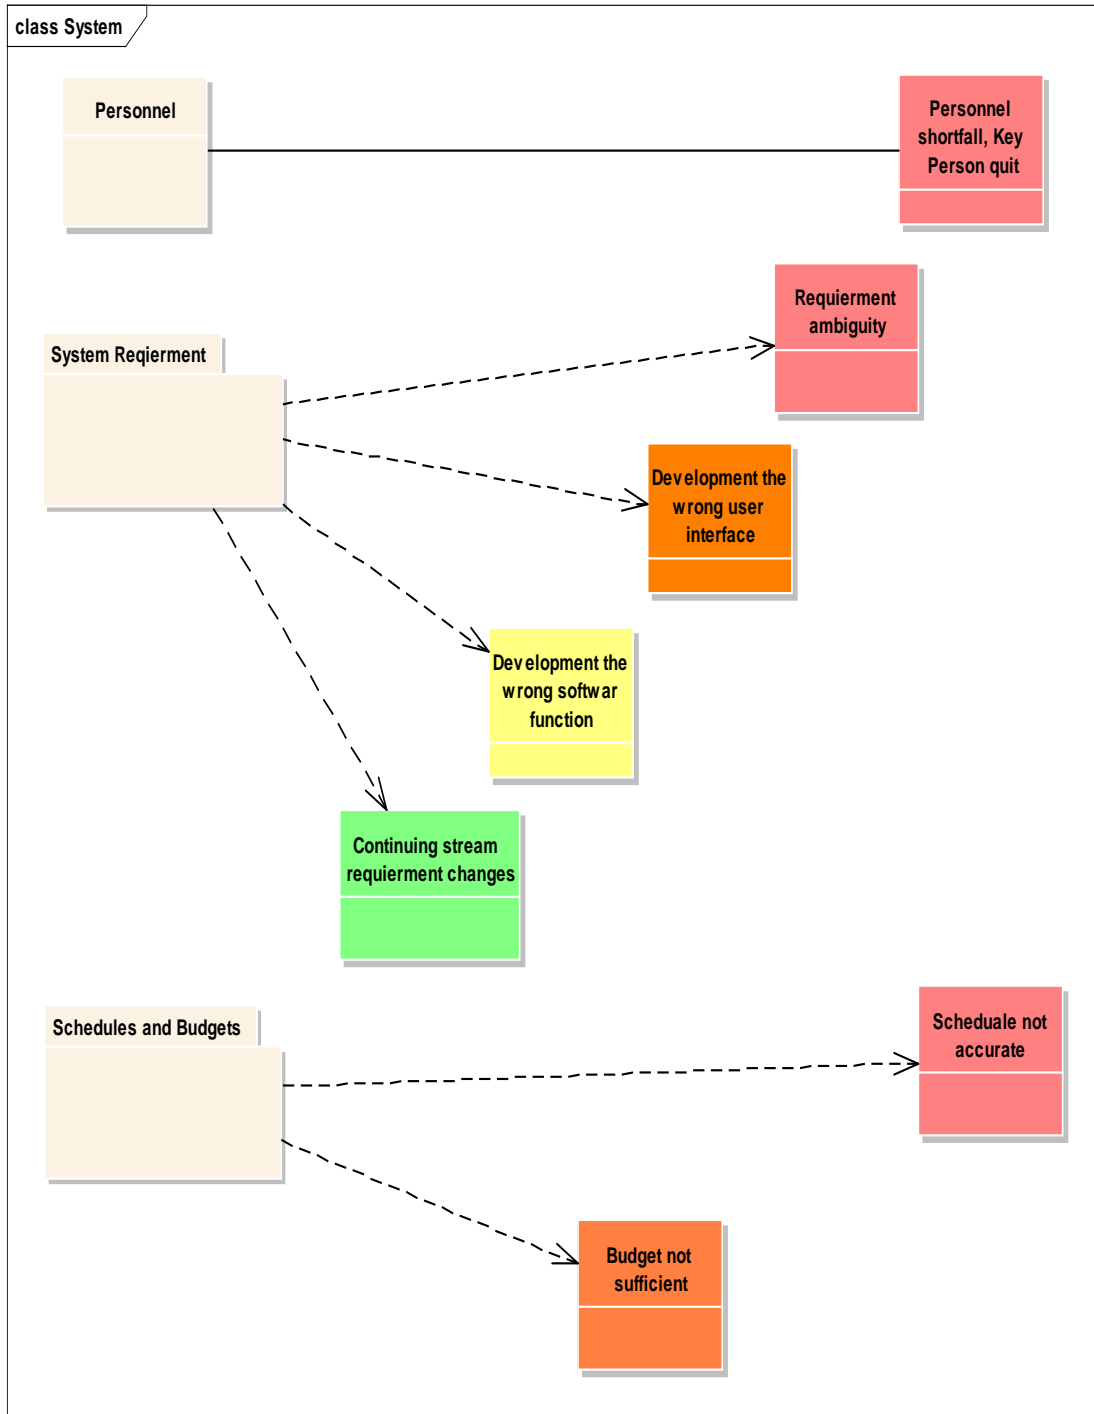 class System
Personnel
Personnel
shortfall, Key
Person quit
Requierment
ambiguity
System Reqierment
Development the
wrong user
interface
Development the
wrong softwar
function
Continuing stream
requierment changes
Schedules and Budgets
Scheduale not
accurate
Budget not
sufficient